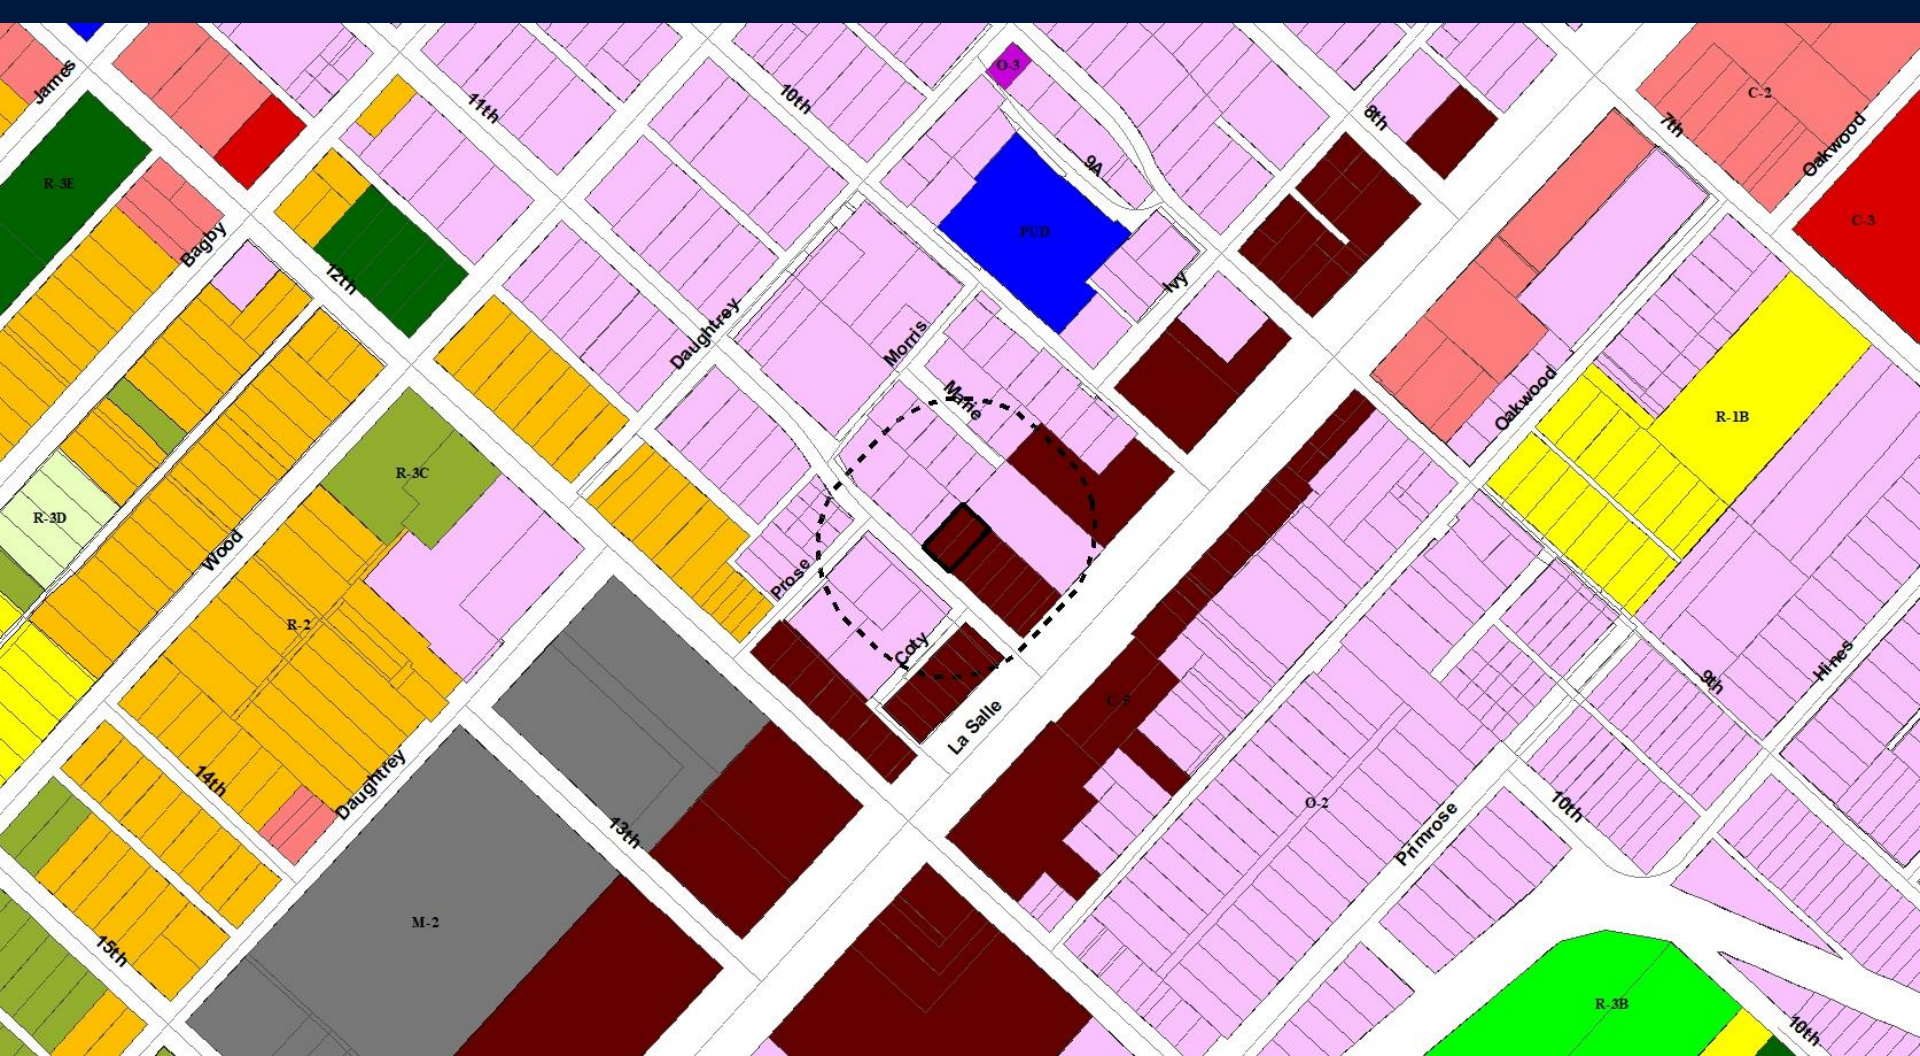 O-3
James
C-2
11th
10th
8th
7th
Oakwood
9A
R-3E
C-3
Bagby
PUD
12th
Ivy
Daughtrey
Morris
Marie
Oakwood
R-1B
R-3C
R-3D
Wood
Prose
R-2
Coty
Hines
9th
C-5
La Salle
14th
Daughtrey
O-2
10th
13th
Primrose
M-2
15th
R-3B
10th